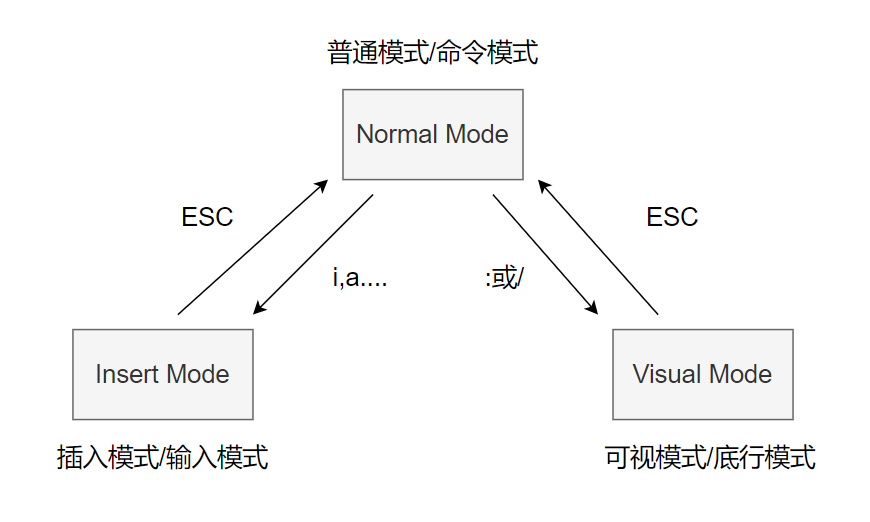 普通模式/命令模式
Normal Mode
ESC
ESC
i,a....
:或/
Insert Mode
Visual Mode
插入模式/输入模式
可视模式/底行模式